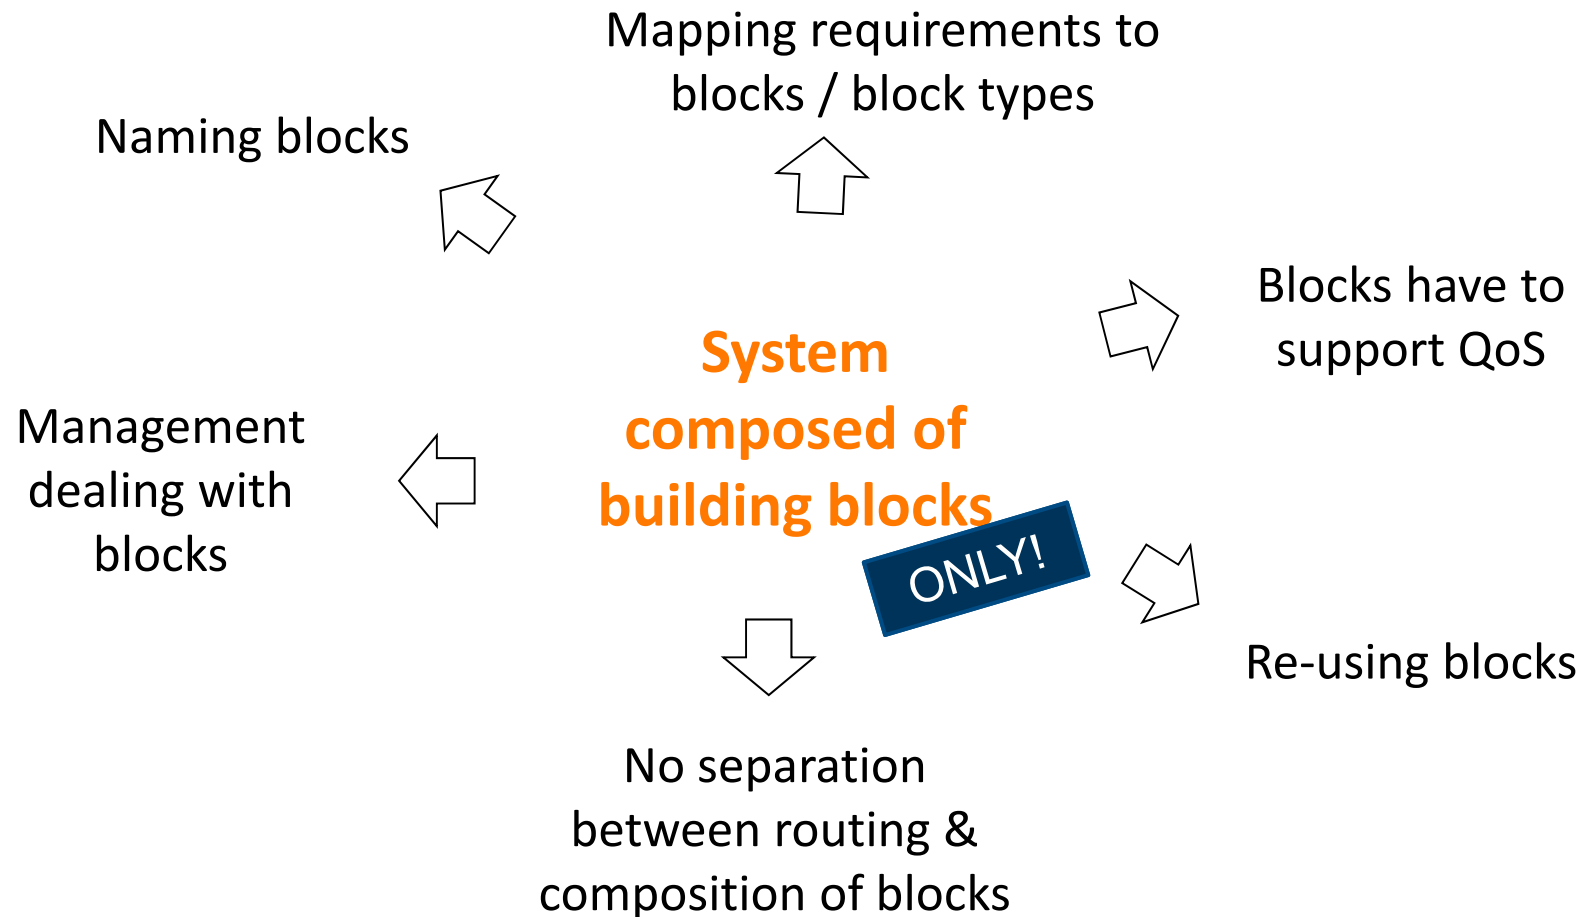 Mapping requirements to
blocks / block types
Naming blocks
Blocks have to
support QoS
System
composed of
building blocks
ONLY!
Management
dealing with
blocks
Re-using blocks
No separation
between routing &
composition of blocks